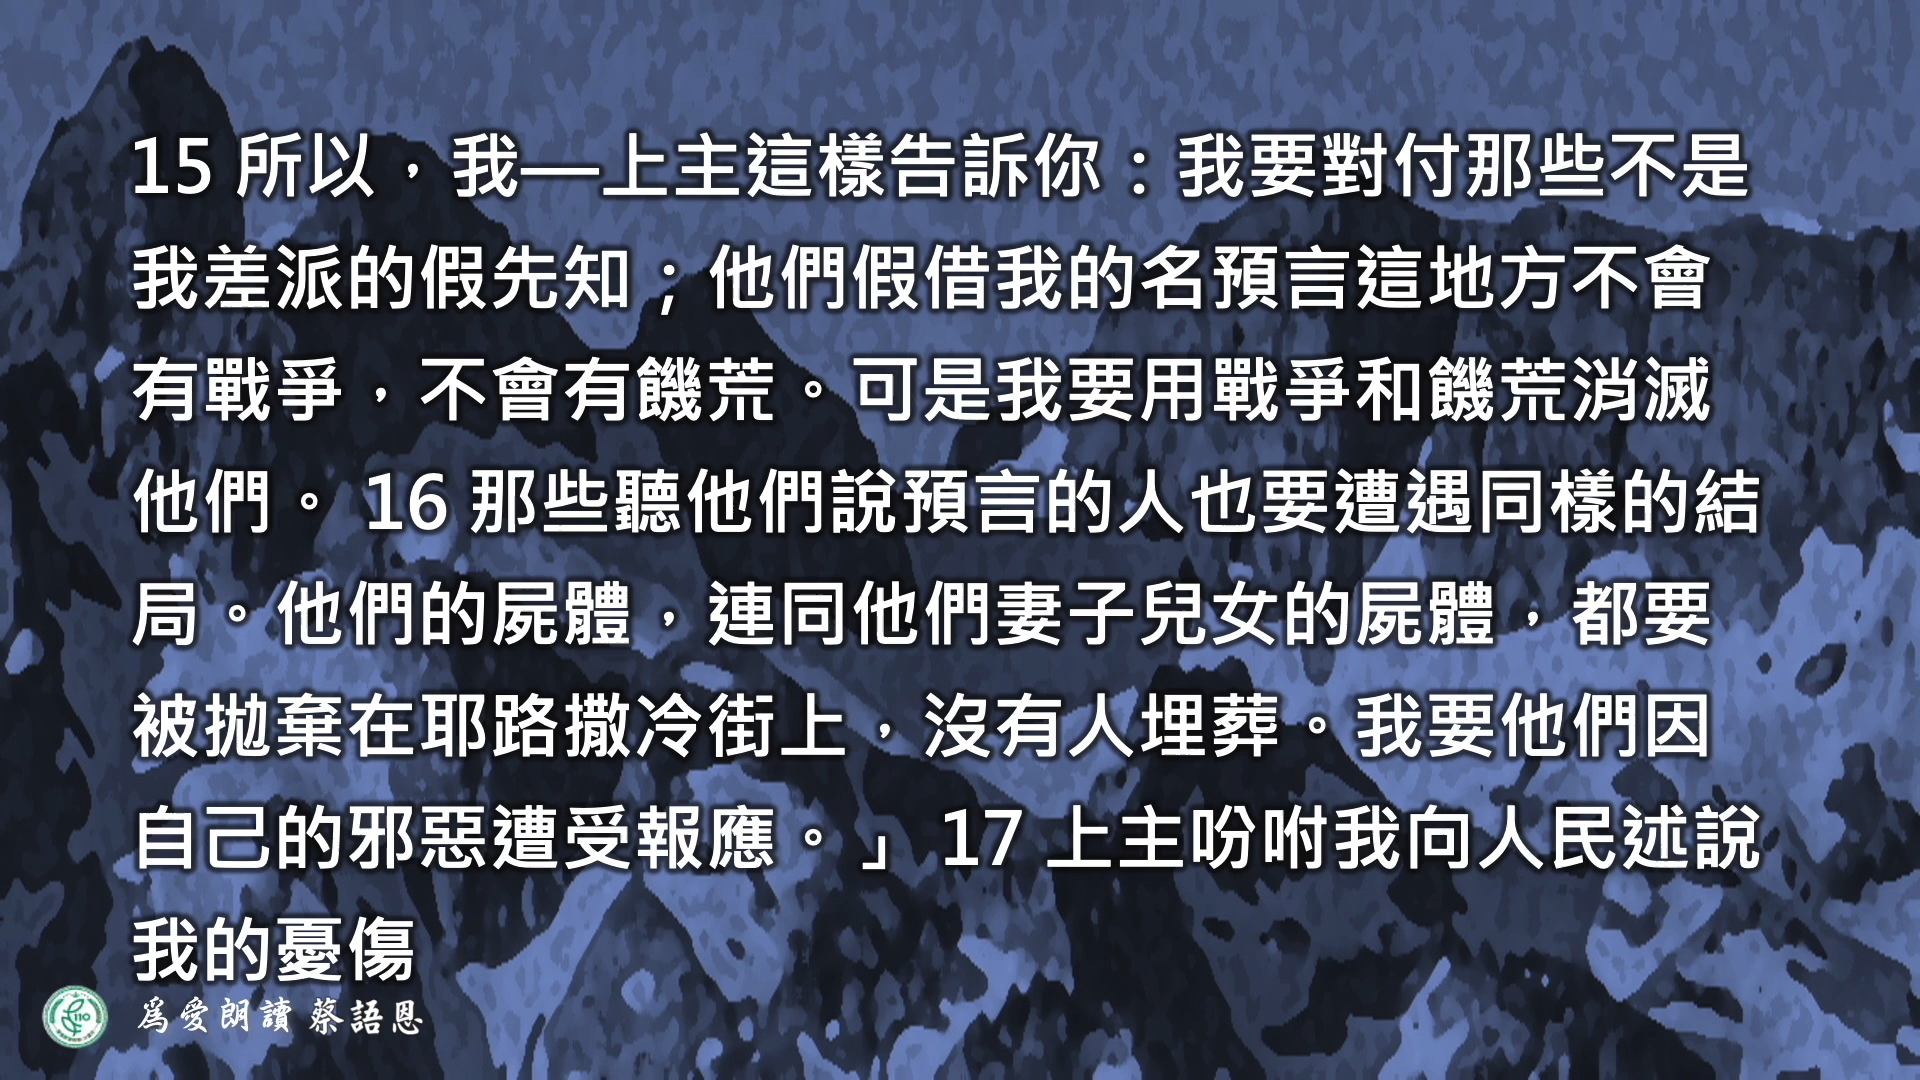 15 所以，我—上主這樣告訴你：我要對付那些不是
我差派的假先知；他們假借我的名預言這地方不會
有戰爭，不會有饑荒。可是我要用戰爭和饑荒消滅
他們。 16 那些聽他們說預言的人也要遭遇同樣的結
局。他們的屍體，連同他們妻子兒女的屍體，都要
被拋棄在耶路撒冷街上，沒有人埋葬。我要他們因
自己的邪惡遭受報應。」 17 上主吩咐我向人民述說
我的憂傷
110
為愛朗讀 蔡語恩